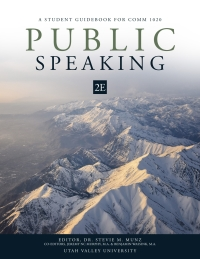 A STUDENT GUIDEBOOK FOR COMM 1020
PUBLIC
SPEAKING
2E
EDITOR, DR. STEVIE M. MUNZ
UTAH VALLEY UNIVERSITY